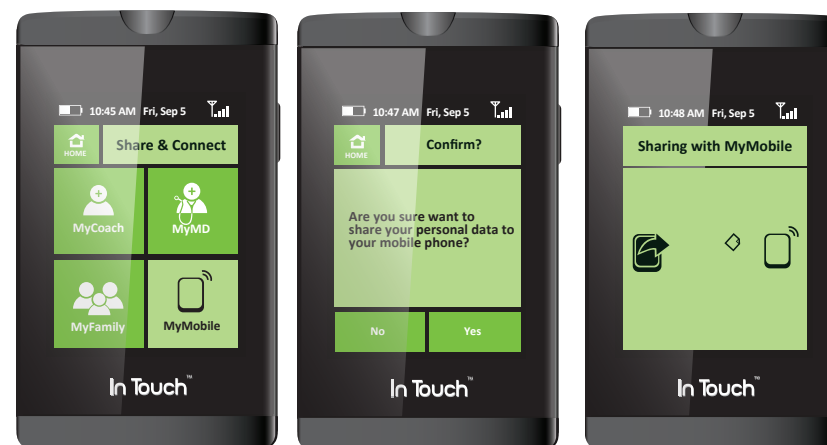 10:45 AM Fri, Sep 5
HOME
Share & Connect
MyCoach
MyMD
MyFamily
MyMobile
In Touch™
10:47 AM Fri, Sep 5
HOME
Confirm?
Are you sure want to
share your personal data to
your mobile phone?
No
Yes
In Touch™
10:48 AM Fri, Sep 5
Sharing with MyMobile
In Touch™